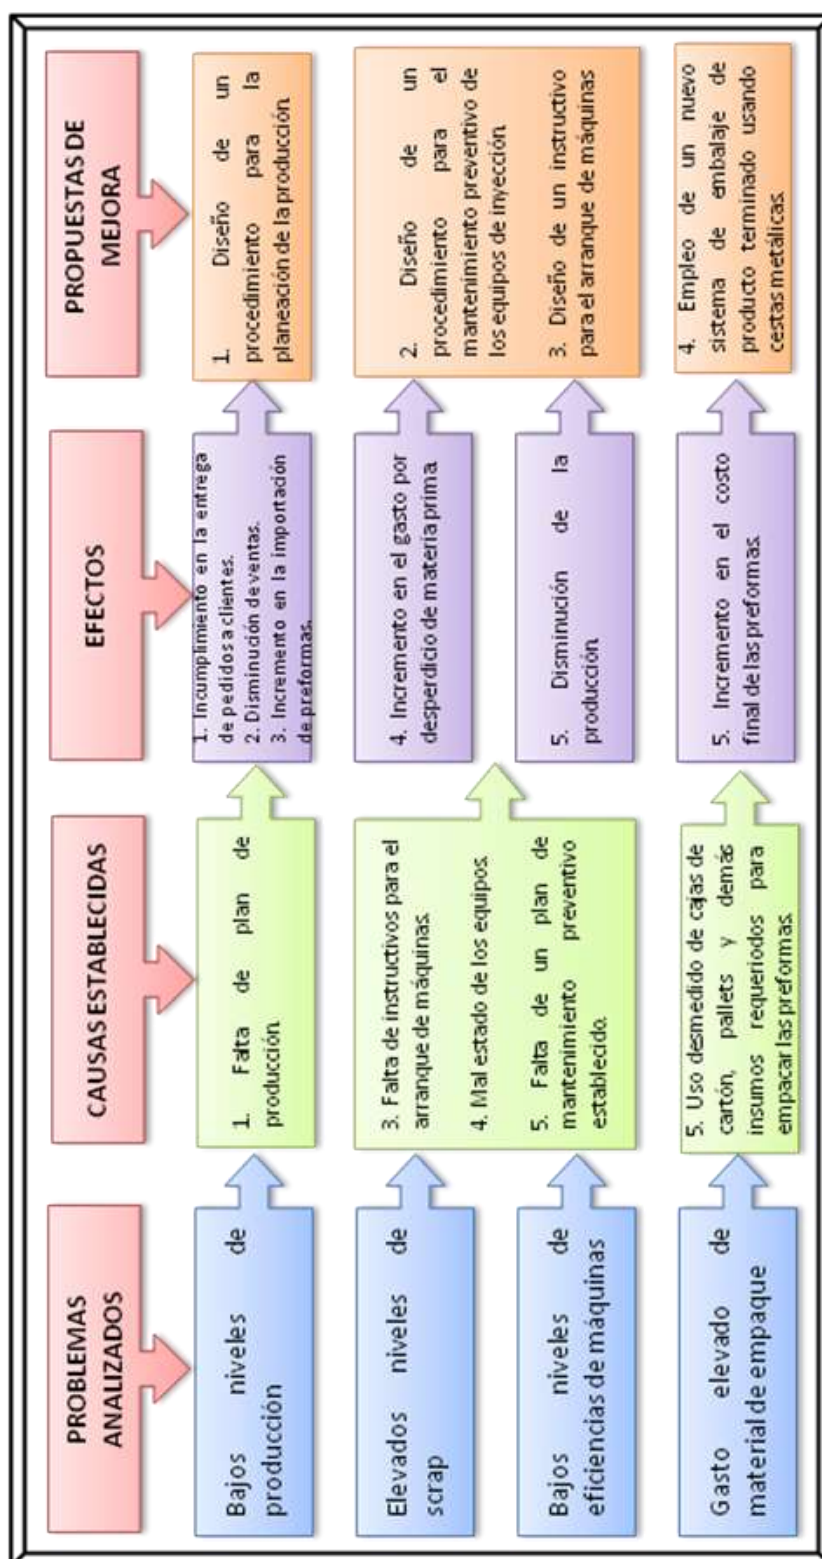 PROBLEMAS
ANALIZADOS
CAUSAS ESTABLECIDAS
EFECTOS
PROPUESTAS DE
MEJORA
Bajos niveles de
producción
1. Falta de plan de
producción.
1. Incumplimiento en la entrega
de pedidos a clientes.
2. Disminución de ventas.
3. Incremento en la importación
de preformas.
1. Diseño de un
procedimiento para la
planeación de la producción.
Elevados niveles de
scrap
Bajos niveles de
eficiencias de máquinas
3. Falta de instructivos para el
arranque de máquinas.
4. Mal estado de los equipos.
5. Falta de un plan de
mantenimiento preventivo
establecido.
4. Incremento en el gasto por
desperdicio de materia prima.
5. Disminución de la
producción.
2. Diseño de un
procedimiento para el
mantenimiento preventivo de
los equipos de inyección.
3. Diseño de un instructivo
para el arranque de máquinas
Gasto elevado de
material de empaque
5. Uso desmedido de cajas de
cartón, pallets y demás
insumos requeriodos para
empacar las preformas.
5. Incremento en el costo
final de las preformas.
4. Empleo de un nuevo
sistema de embalaje de
producto terminado usando
cestas metálicas.